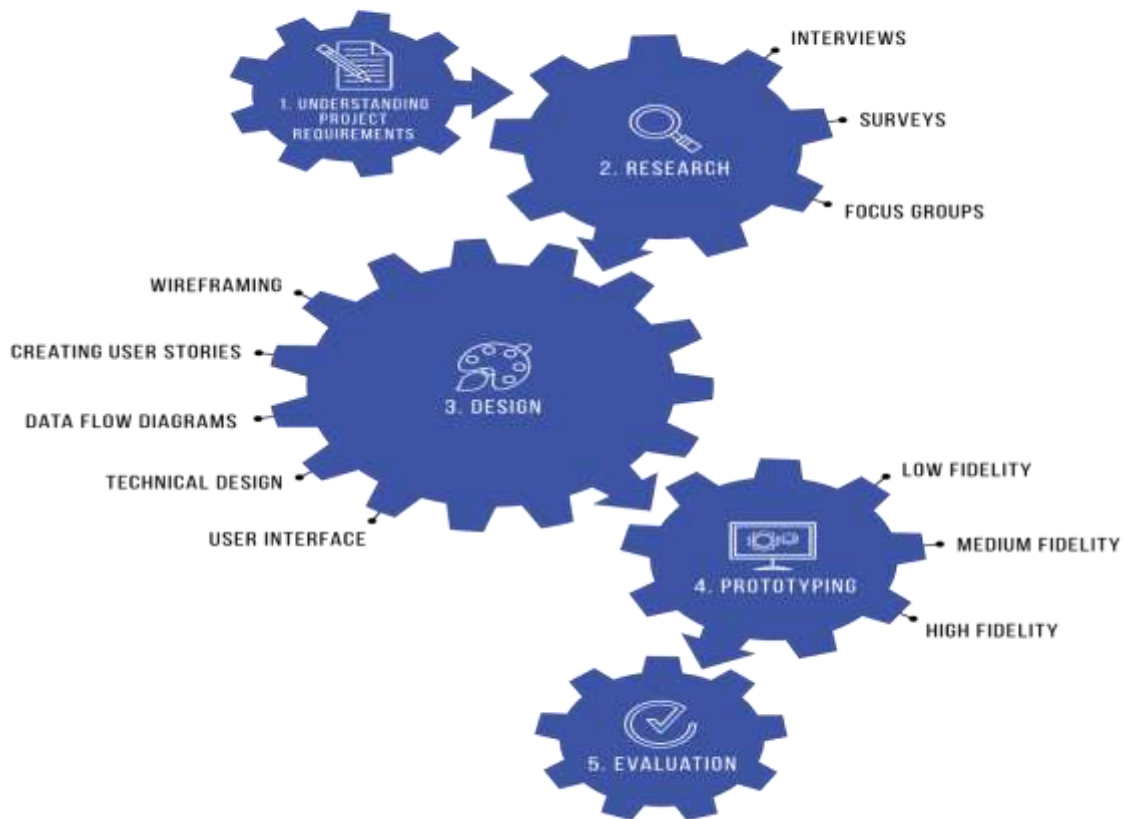 1. UNDERSTANDING
PROJECT
REQUIREMENTS
2. RESEARCH
INTERVIEWS
SURVEYS
FOCUS GROUPS
3. DESIGN
WIREFRAMING
CREATING USER STORIES
DATA FLOW DIAGRAMS
TECHNICAL DESIGN
USER INTERFACE
4. PROTOTYPING
LOW FIDELITY
MEDIUM FIDELITY
HIGH FIDELITY
5. EVALUATION